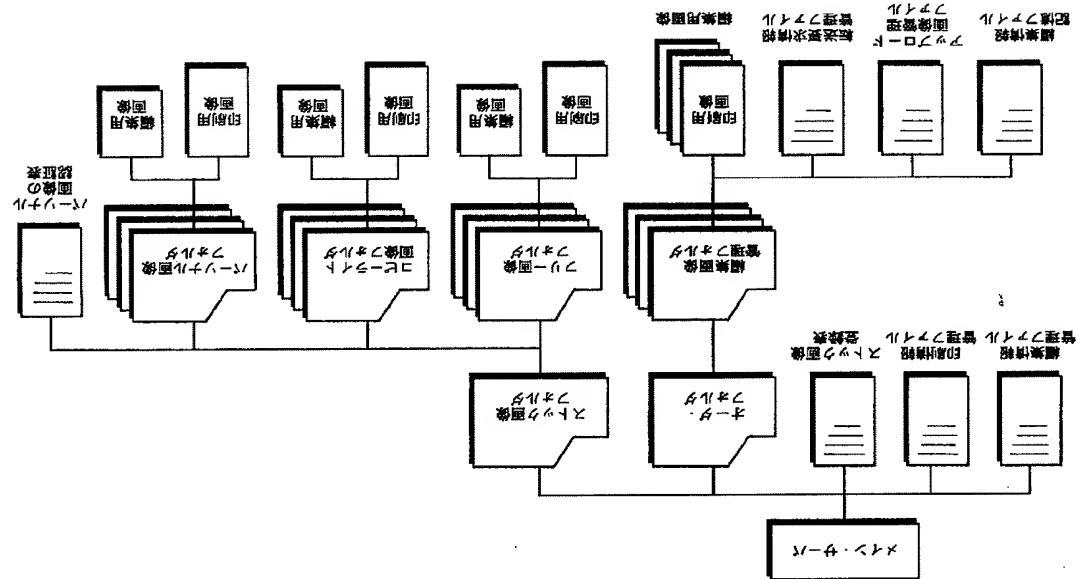 メイン・サーバ
編集情報
管理ファイル
印刷情報
管理ファイル
ストック画像
登録表
オーダ・
フォルダ
ストック画像
フォルダ
編集画像
管理フォルダ
フリー画像
フォルダ
コピーライト
画像フォルダ
パーソナル画像
フォルダ
パーソナル
画像の
認証表
編集情報
記憶ファイル
アップロード
画像管理
ファイル
転送要求情報
管理ファイル
印刷用
画像
編集用画像
印刷用
画像
編集用
画像
印刷用
画像
編集用
画像
印刷用
画像
編集用
画像